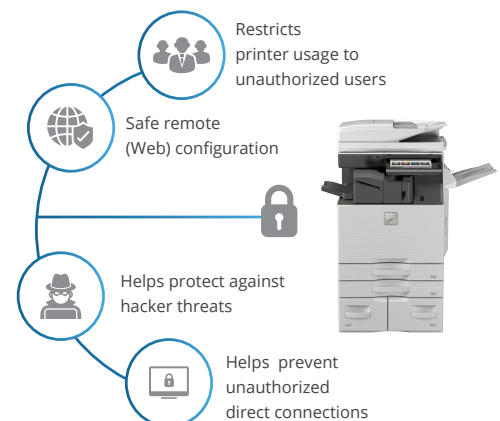 Restricts
printer usage to
unauthorized users
Safe remote
(Web) configuration
Helps protect against
hacker threats
Helps prevent
unauthorized
direct connections